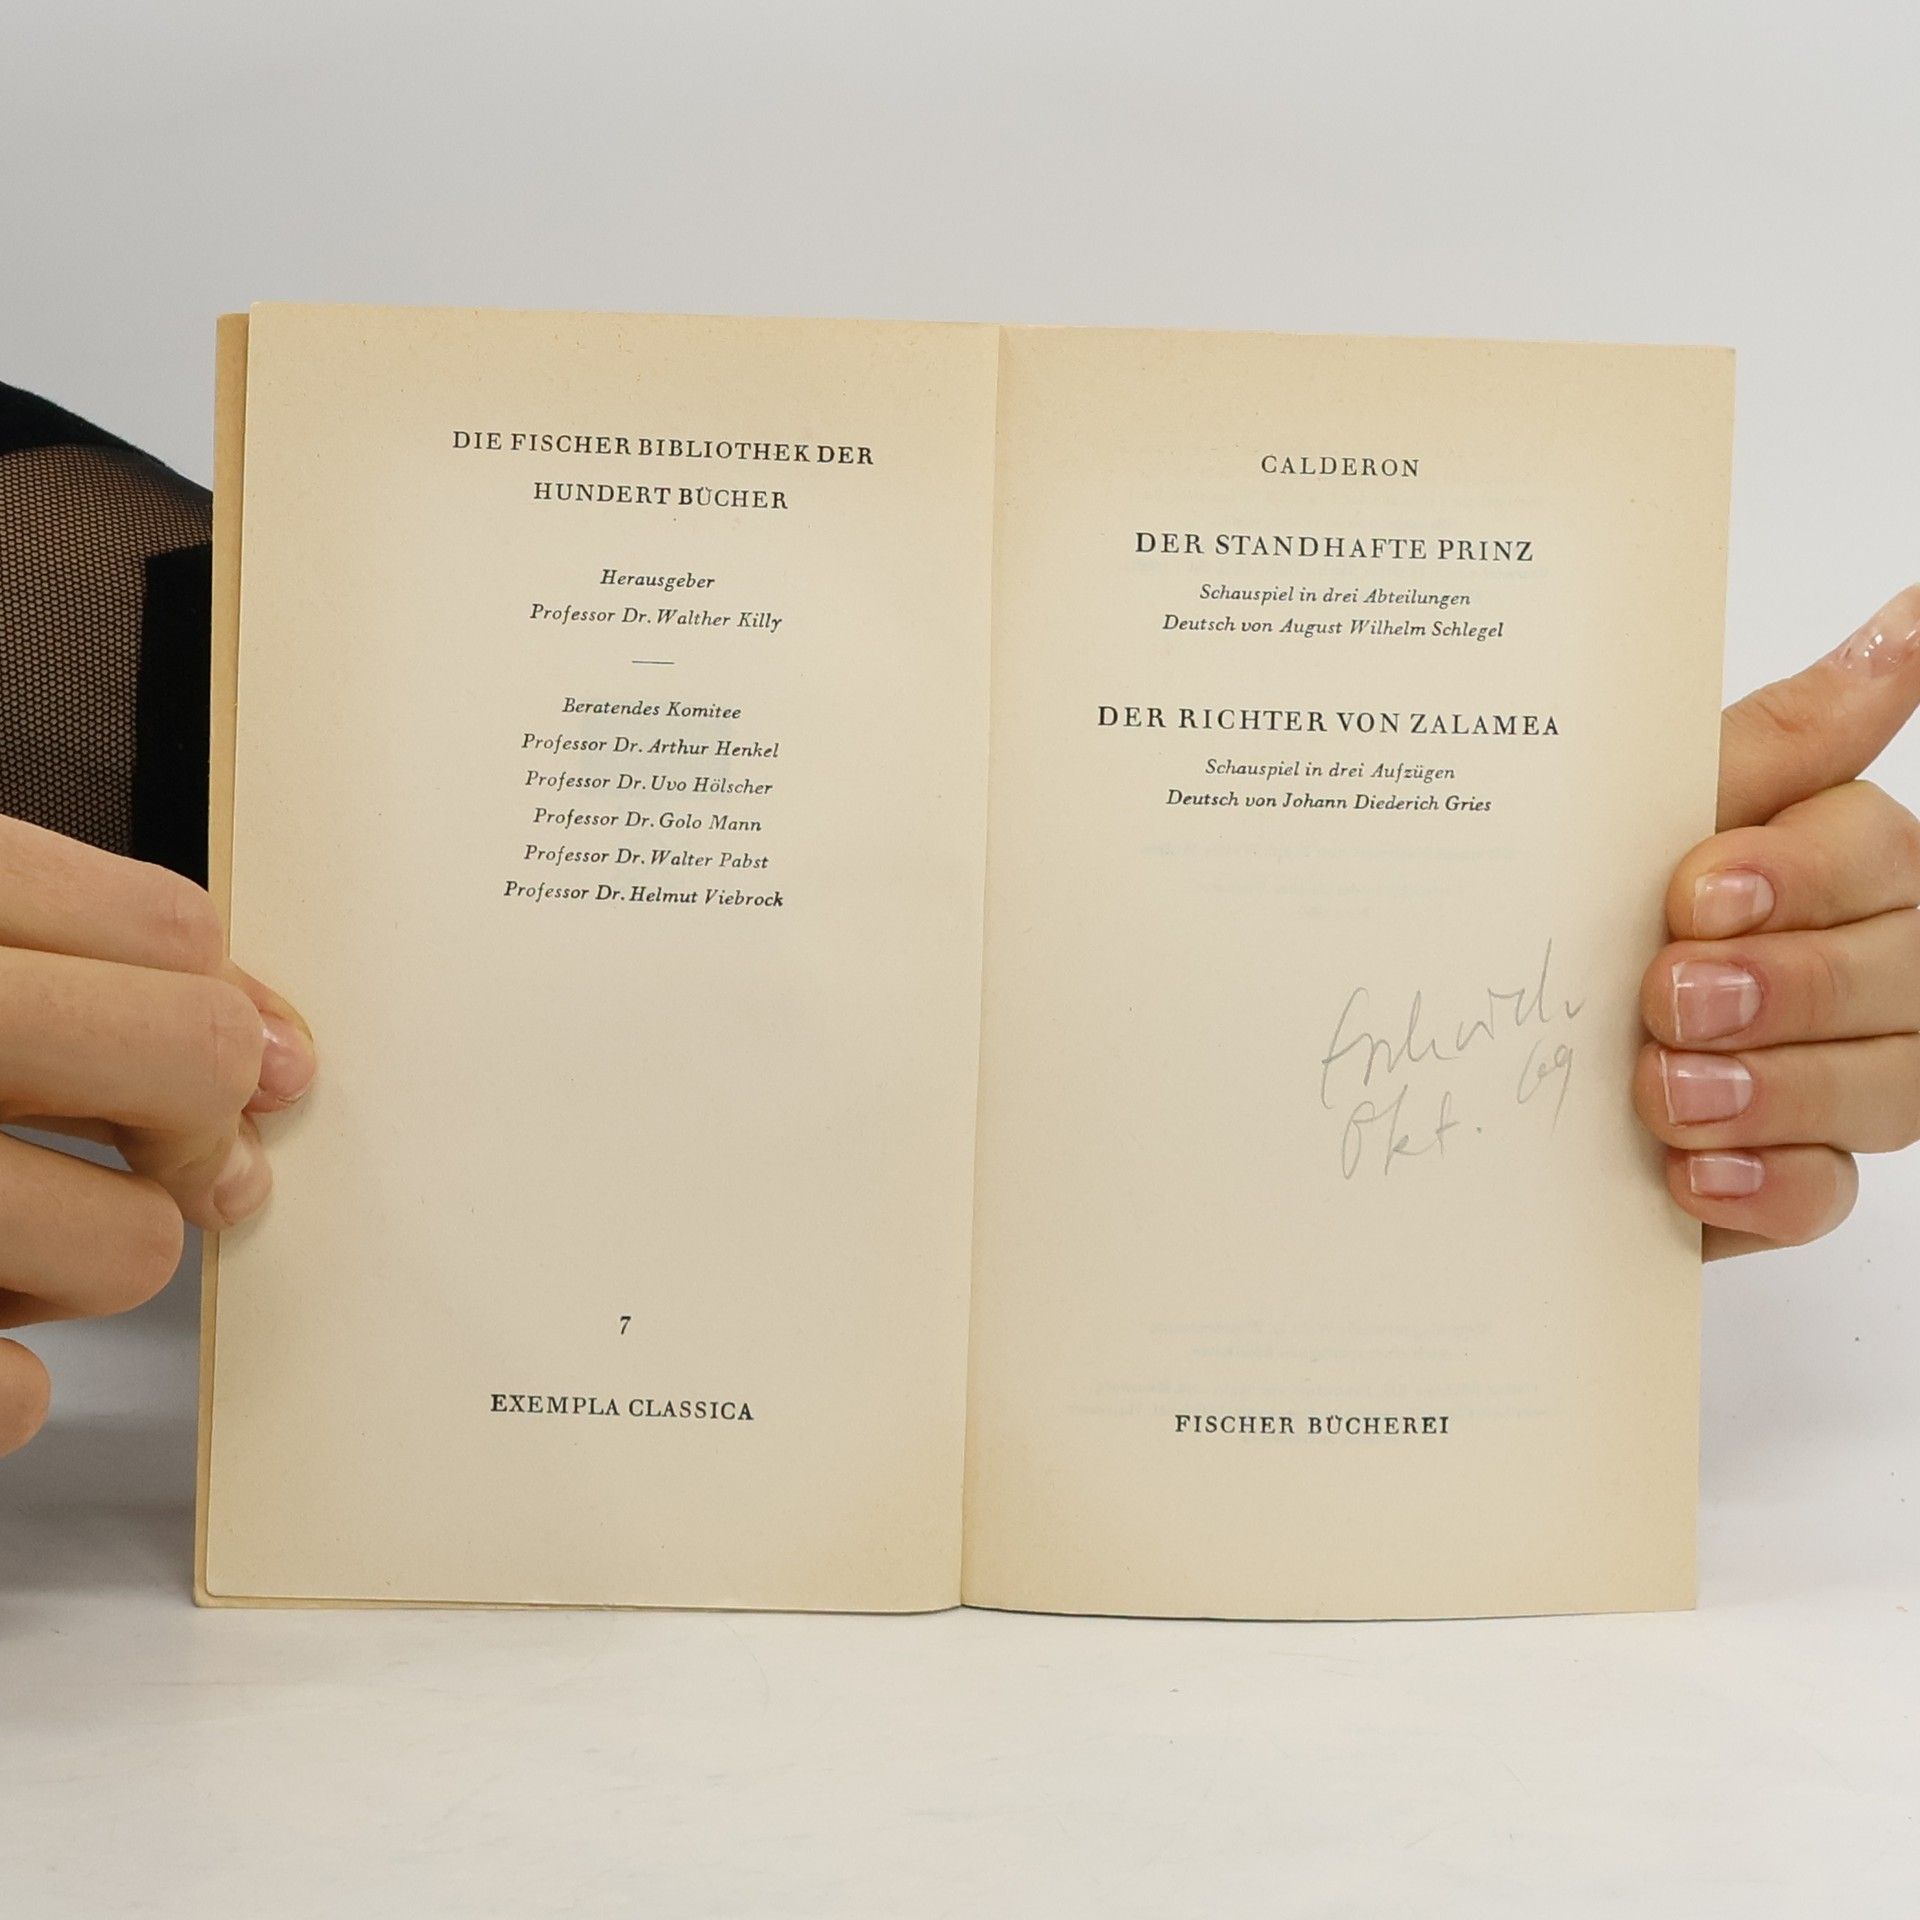 DIE FISCHER BIBLIOTHEK DER
HUNDERT BÜCHER
Herausgeber
Professor Dr. Walther Killy
Beratendes Komitee
Professor Dr. Arthur Henkel
Professor Dr. Uvo Hölscher
Professor Dr. Golo Mann
Professor Dr. Walter Pabst
Professor Dr. Helmut Viebrock
7
EXEMPLA CLASSICA
CALDERON
DER STANDHAFTE PRINZ
Schauspiel in drei Abteilungen
Deutsch von August Wilhelm Schlegel
DER RICHTER VON ZALAMEA
Schauspiel in drei Aufzügen
Deutsch von Johann Diederich Gries
Okt. 69
FISCHER BÜCHEREI